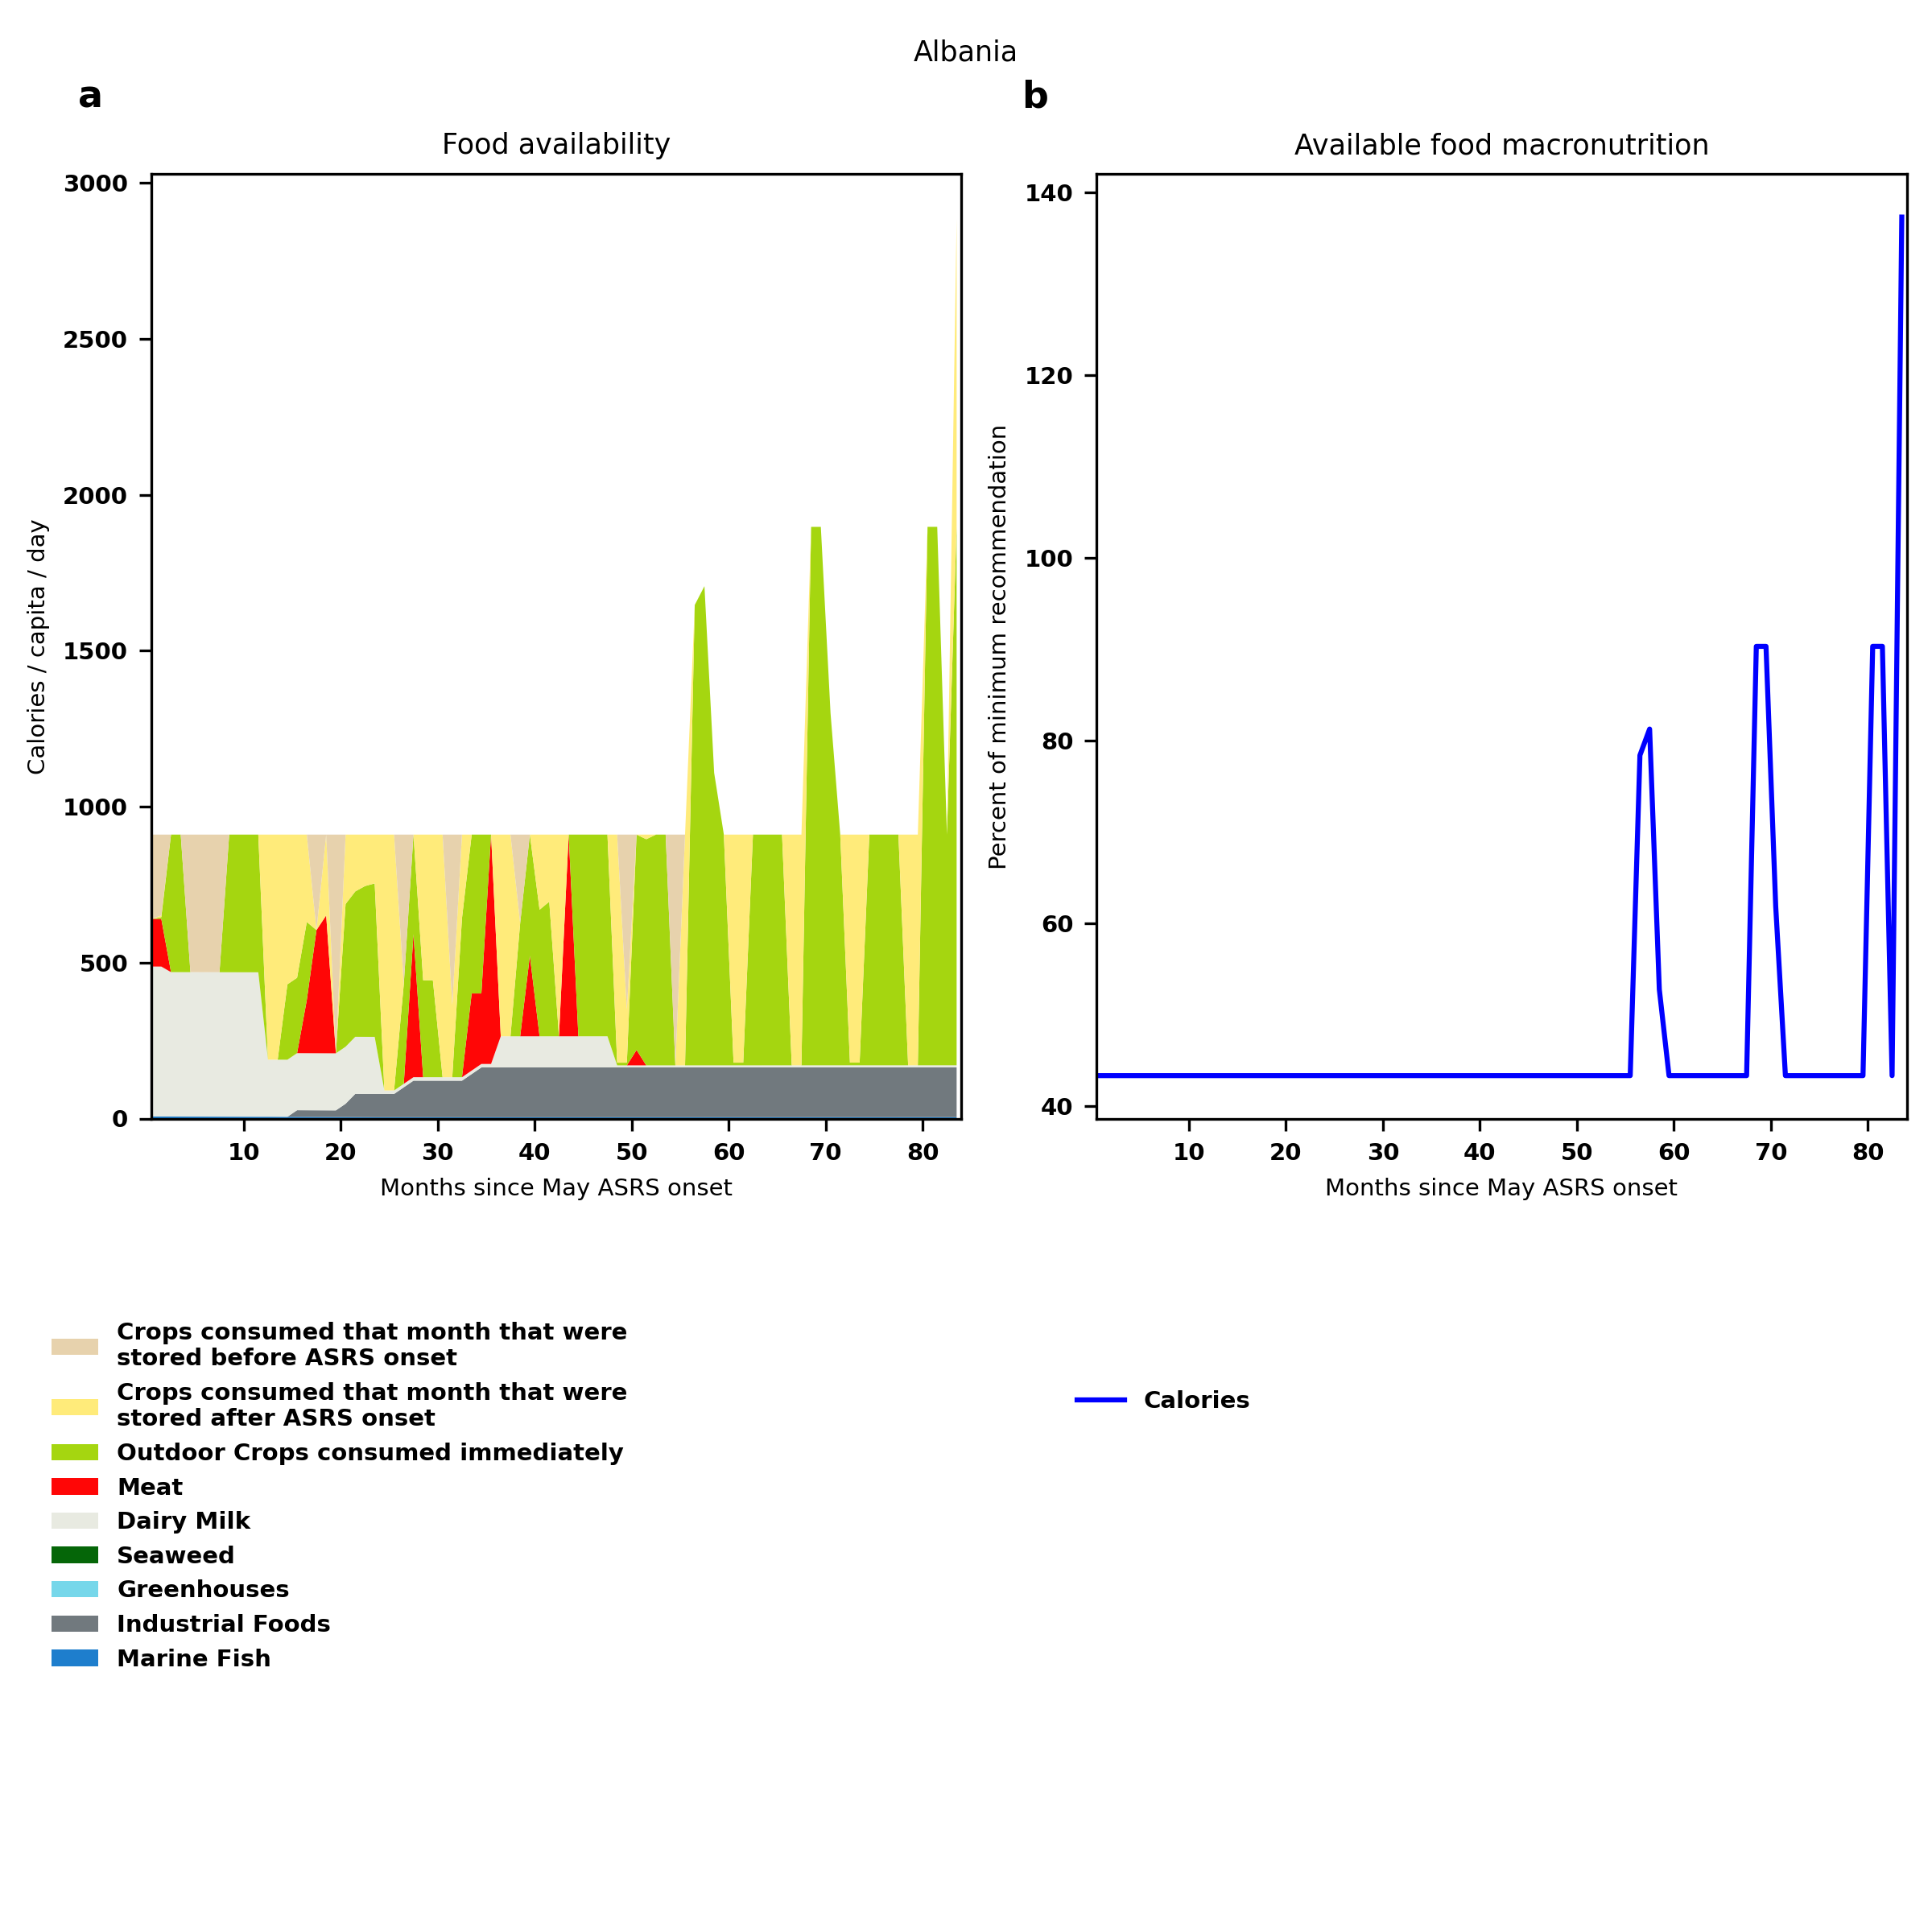 Albania
a
Food availability
3000
2500
2000
1500
1000
500
0
Calories / capita / day
10 20 30 40 50 60 70 80
Months since May ASRS onset
b
Available food macronutrition
140
120
100
80
60
40
Percent of minimum recommendation
10 20 30 40 50 60 70 80
Months since May ASRS onset
Crops consumed that month that were
stored before ASRS onset
Crops consumed that month that were
stored after ASRS onset
Outdoor Crops consumed immediately
Meat
Dairy Milk
Seaweed
Greenhouses
Industrial Foods
Marine Fish
Calories